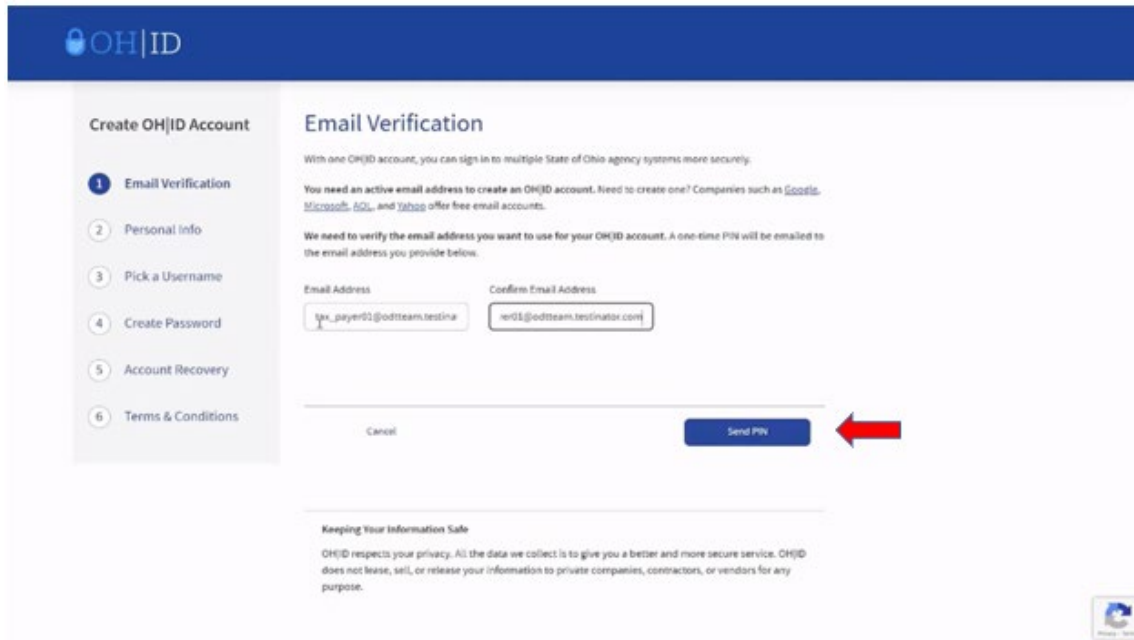 OH|ID
Create OH|ID Account
1 Email Verification
2 Personal Info
3 Pick a Username
4 Create Password
5 Account Recovery
6 Terms & Conditions
Email Verification
With one OH|ID account, you can sign in to multiple State of Ohio agency systems more securely.
You need an active email address to create an OH|ID account. Need to create one? Companies such as Google,
Microsoft, AOL, and Yahoo offer free email accounts.
We need to verify the email address you want to use for your OH|ID account. A one-time PIN will be emailed to
the email address you provide below.
Email Address Confirm Email Address
tax_payer01@odtteam.testina rer01@odtteam.testinator.com
Cancel Send PIN
Keeping Your Information Safe
OH|ID respects your privacy. All the data we collect is to give you a better and more secure service. OH|ID
does not lease, sell, or release your information to private companies, contractors, or vendors for any
purpose.
Privacy -